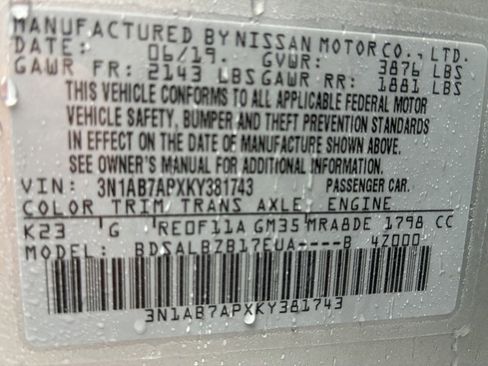 MANUFACTURED BY NISSAN MOTOR CO., LTD.
DATE: 06/19. GVWR: 3876 LBS
GAWR FR: 2143 LBS GAWR RR: 1881 LBS
THIS VEHICLE CONFORMS TO ALL APPLICABLE FEDERAL MOTOR
VEHICLE SAFETY, BUMPER AND THEFT PREVENTION STANDARDS
IN EFFECT ON THE DATE OF MANUFACTURE SHOWN ABOVE.
SEE OWNER'S MANUAL FOR ADDITIONAL INFORMATION.
VIN: 3N1AB7APXKY381743 PASSENGER CAR.
COLOR TRIM TRANS AXLE ENGINE
K23 G RE0F11A GM35 MRA8DE 1798 CC
MODEL: BDSALBZB17EUA----B 4Z000
3N1AB7APXKY381743